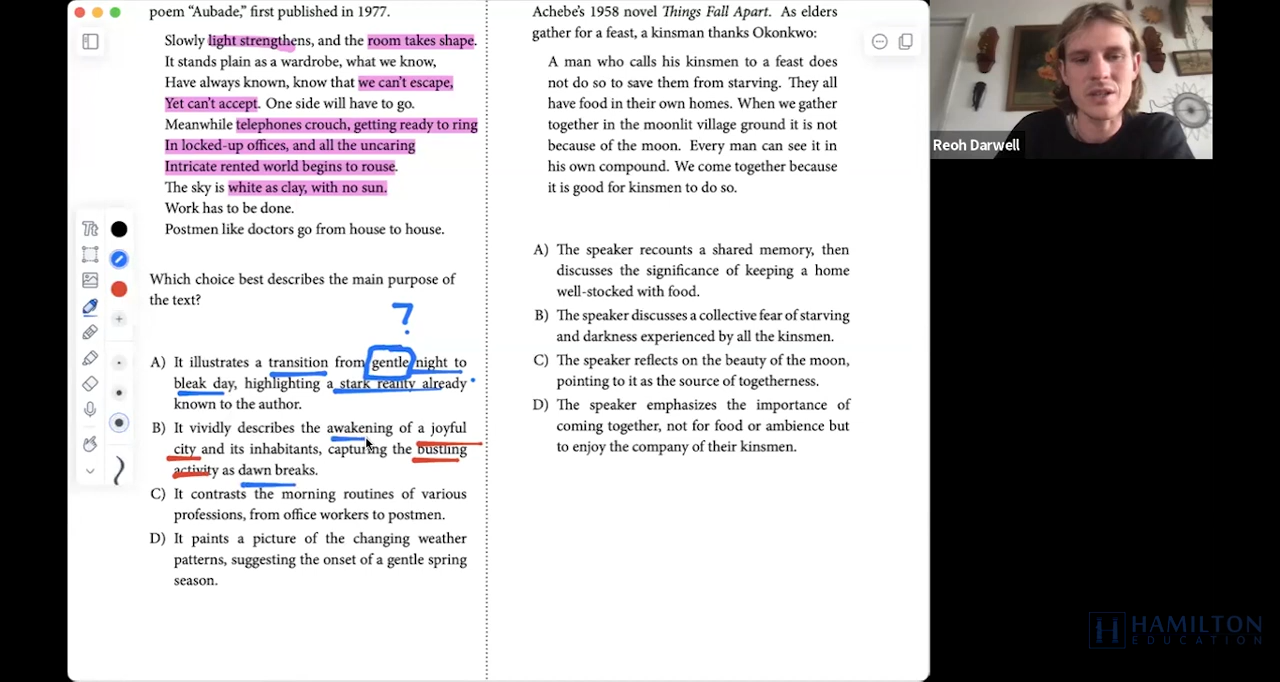 poem “Aubade,” first published in 1977.
Slowly light strengthens, and the room takes shape.
It stands plain as a wardrobe, what we know,
Have always known, know that we can’t escape,
Yet can’t accept. One side will have to go.
Meanwhile telephones crouch, getting ready to ring
In locked-up offices, and all the uncaring
Intricate rented world begins to rouse.
The sky is white as clay, with no sun.
Work has to be done.
Postmen like doctors go from house to house.
Which choice best describes the main purpose of
the text?
?
A) It illustrates a transition from gentle night to
bleak day, highlighting a stark reality already
known to the author.
B) It vividly describes the awakening of a joyful
city and its inhabitants, capturing the bustling
activity as dawn breaks.
C) It contrasts the morning routines of various
professions, from office workers to postmen.
D) It paints a picture of the changing weather
patterns, suggesting the onset of a gentle spring
season.
Achebe’s 1958 novel Things Fall Apart. As elders
gather for a feast, a kinsman thanks Okonkwo:
A man who calls his kinsmen to a feast does
not do so to save them from starving. They all
have food in their own homes. When we gather
together in the moonlit village ground it is not
because of the moon. Every man can see it in
his own compound. We come together because
it is good for kinsmen to do so.
A) The speaker recounts a shared memory, then
discusses the significance of keeping a home
well-stocked with food.
B) The speaker discusses a collective fear of starving
and darkness experienced by all the kinsmen.
C) The speaker reflects on the beauty of the moon,
pointing to it as the source of togetherness.
D) The speaker emphasizes the importance of
coming together, not for food or ambience but
to enjoy the company of their kinsmen.
Reoh Darwell
HAMILTON
EDUCATION